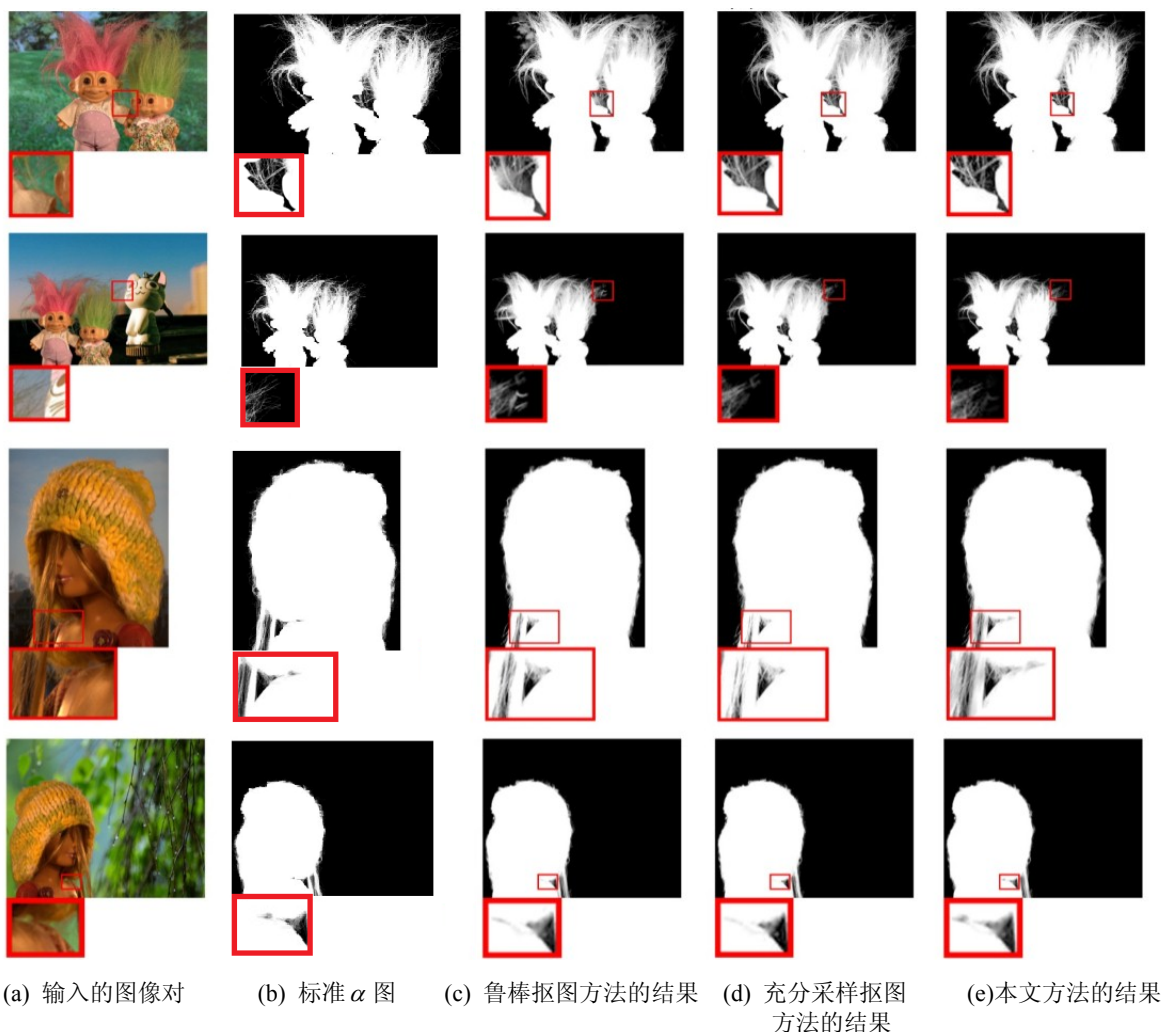 (a) 输入的图像对
(b) 标准 α 图
(c) 鲁棒抠图方法的结果
(d) 充分采样抠图
方法的结果
(e)本文方法的结果